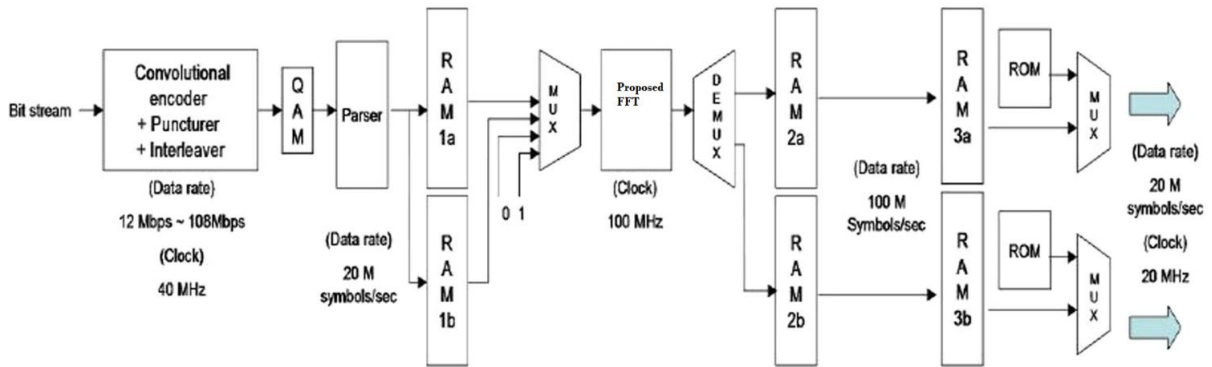 Bit stream
Convolutional
encoder
+ Puncturer
+ Interleaver
(Data rate)
12 Mbps ~ 108Mbps
(Clock)
40 MHz
Q
A
M
Parser
(Data rate)
20 M
symbols/sec
R
A
M
1a
R
A
M
1b
M
U
X
0 1
Proposed
FFT
(Clock)
100 MHz
D
E
M
U
X
R
A
M
2a
R
A
M
2b
(Data rate)
100 M
Symbols/sec
R
A
M
3a
R
A
M
3b
ROM
M
U
X
ROM
M
U
X
(Data rate)
20 M
symbols/sec
(Clock)
20 MHz